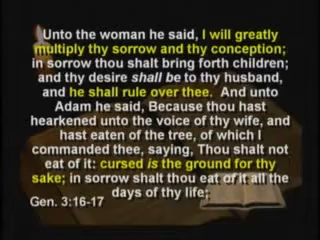 Unto the woman he said, I will greatly
multiply thy sorrow and thy conception;
in sorrow thou shalt bring forth children;
and thy desire shall be to thy husband,
and he shall rule over thee. And unto
Adam he said, Because thou hast
hearkened unto the voice of thy wife, and
hast eaten of the tree, of which I
commanded thee, saying, Thou shalt not
eat of it: cursed is the ground for thy
sake; in sorrow shalt thou eat of it all the
days of thy life;
Gen. 3:16-17